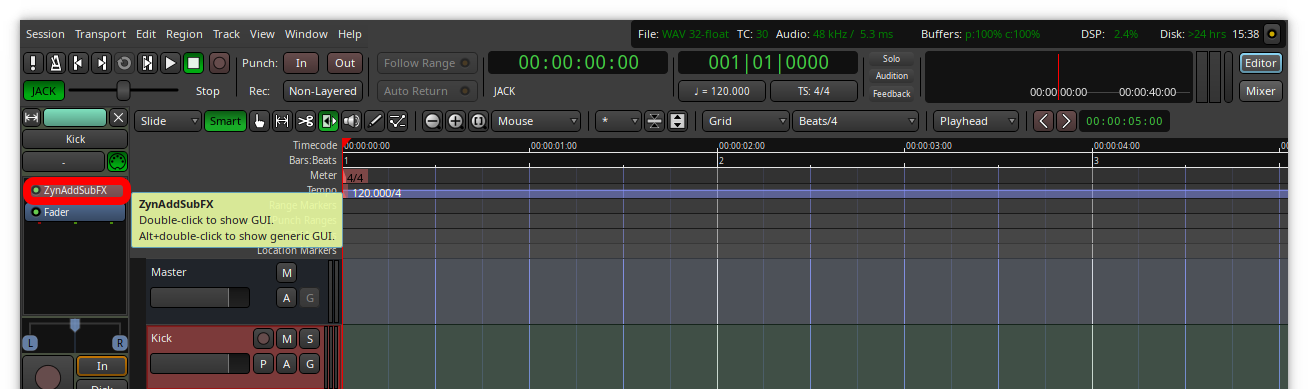 Session Transport Edit Region Track View Window Help
File: WAV 32-float TC: 30 Audio: 48 kHz / 5.3 ms Buffers: p:100% c:100% DSP: 2.4% Disk: >24 hrs 15:38
Punch: In Out Follow Range 00:00:00:00 001|01|0000 Solo Editor
Audition
JACK Stop Rec: Non-Layered Auto Return JACK ♩ = 120.000 TS: 4/4 Feedback 00:00:00:00 00:00:40:00 Mixer
Slide Smart Mouse * Grid Beats/4 Playhead 00:00:05:00
Kick
-
Timecode 00:00:00:00 00:00:01:00 00:00:02:00 00:00:03:00 00:00:04:00
Bars:Beats 1 2 3
Meter 4/4
Tempo 120.000/4
ZynAddSubFX
Fader
ZynAddSubFX
Double-click to show GUI.
Alt+double-click to show generic GUI.
Range Markers
Punch Ranges
Location Markers
Master M
A G
Kick M S
P A G
L R
In
Disk